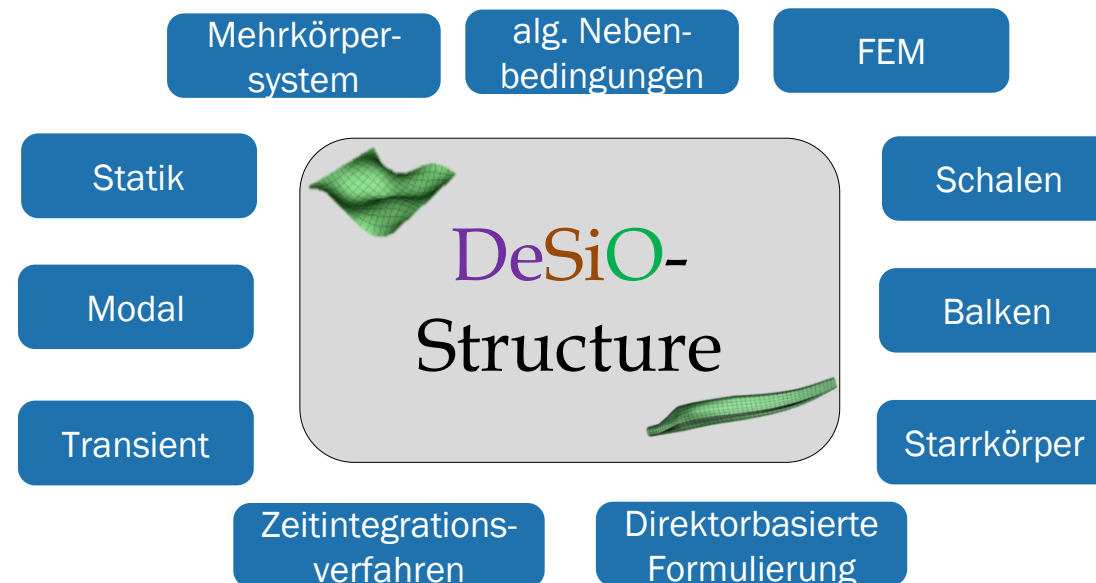 Mehrkörper-
system
alg. Neben-
bedingungen
FEM
Statik
Schalen
DeSiO-
Structure
Modal
Balken
Transient
Starrkörper
Zeitintegrations-
verfahren
Direktorbasierte
Formulierung